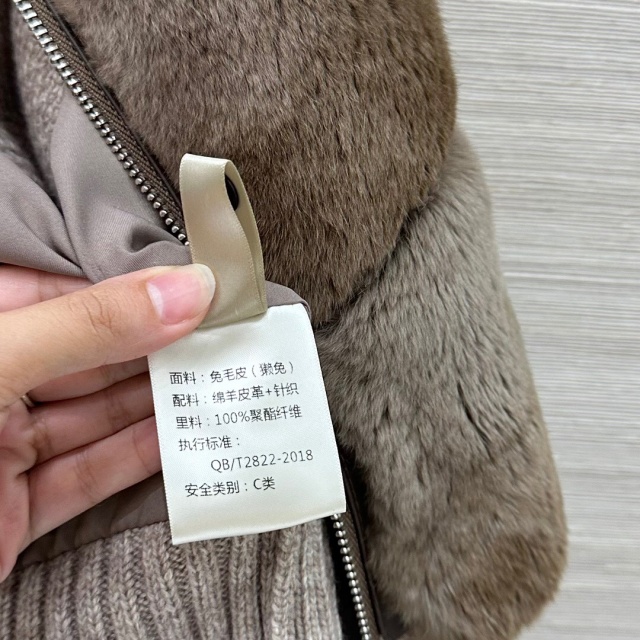 面料：兔毛皮（獭兔）
配料：绵羊皮革+针织
里料：100%聚酯纤维
执行标准：
QB/T2822-2018
安全类别：C类